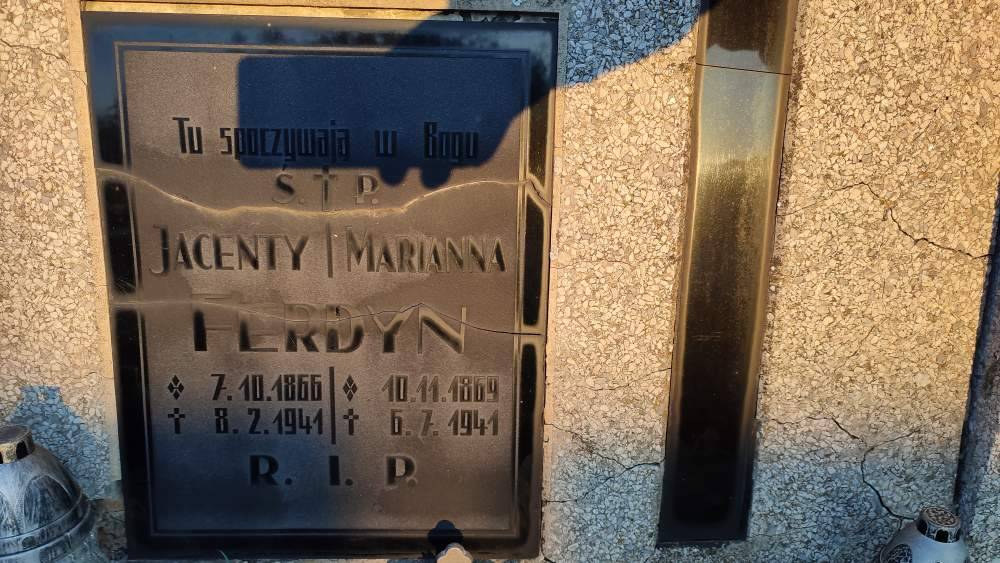 Tu spoczywają w Bogu
Ś. † P.
JACENTY | MARIANNA
FERDYN
7.10.1866 | 10.11.1869
† 8.2.1941 | † 6.7.1941
R. I. P.